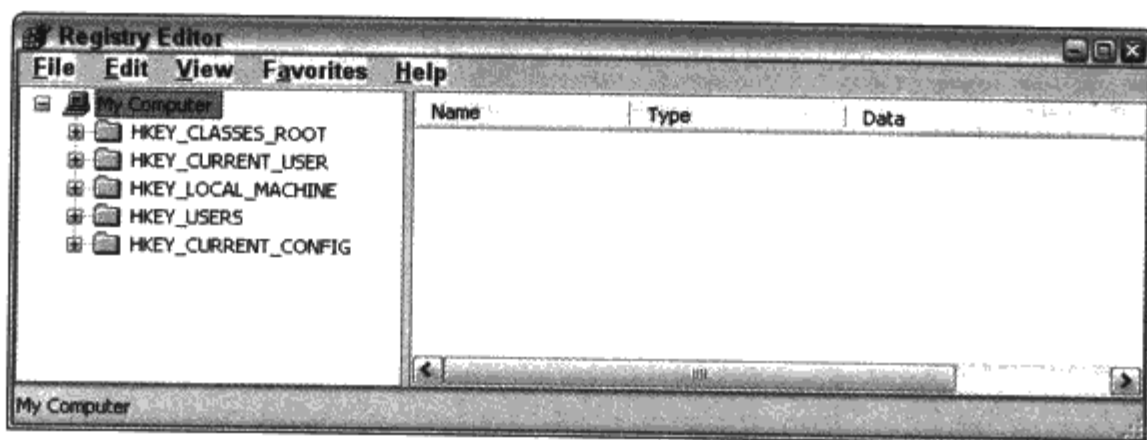 Registry Editor
File Edit View Favorites Help
My Computer
Name Type Data
HKEY_CLASSES_ROOT
HKEY_CURRENT_USER
HKEY_LOCAL_MACHINE
HKEY_USERS
HKEY_CURRENT_CONFIG
My Computer